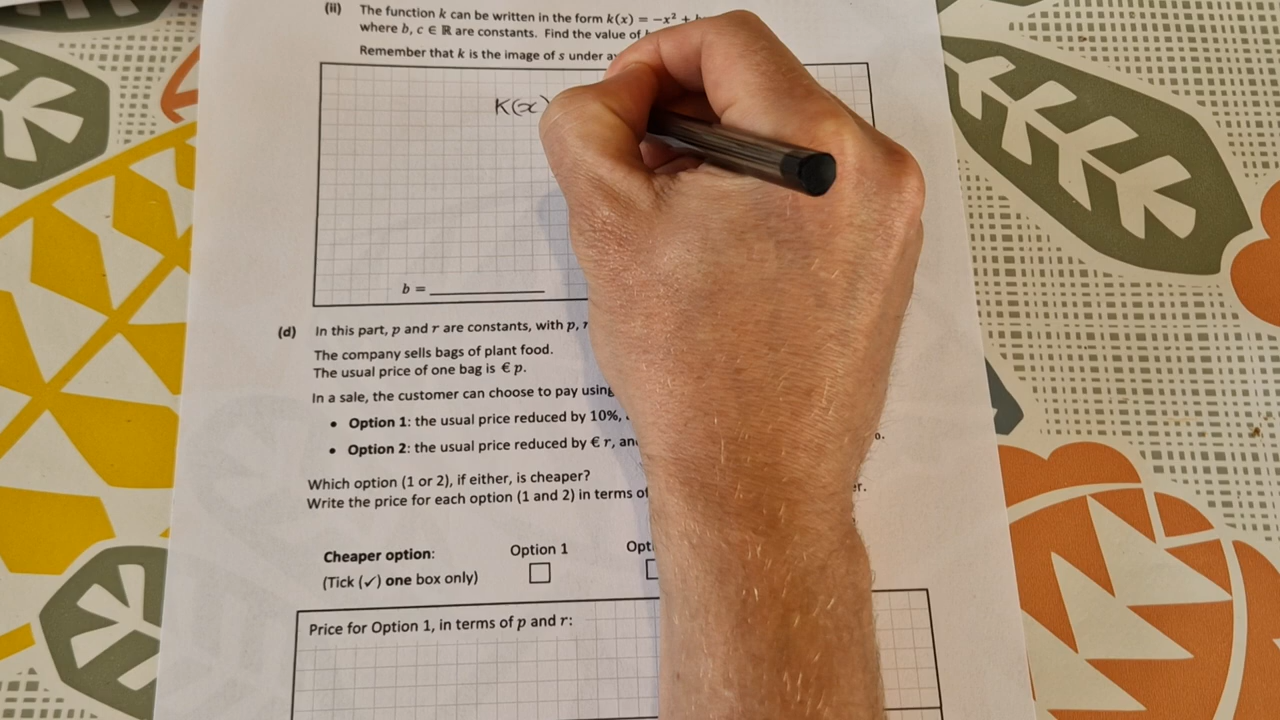 (ii) The function k can be written in the form k(x) = −x² +
where b, c ∈ ℝ are constants. Find the value of
Remember that k is the image of s under
K(x)
b = ___________
(d) In this part, p and r are constants, with p,
The company sells bags of plant food.
The usual price of one bag is € p.
In a sale, the customer can choose to pay using
• Option 1: the usual price reduced by 10%,
• Option 2: the usual price reduced by € r,
Which option (1 or 2), if either, is cheaper?
Write the price for each option (1 and 2) in terms of
Cheaper option: Option 1
(Tick (✓) one box only)
Price for Option 1, in terms of p and r: